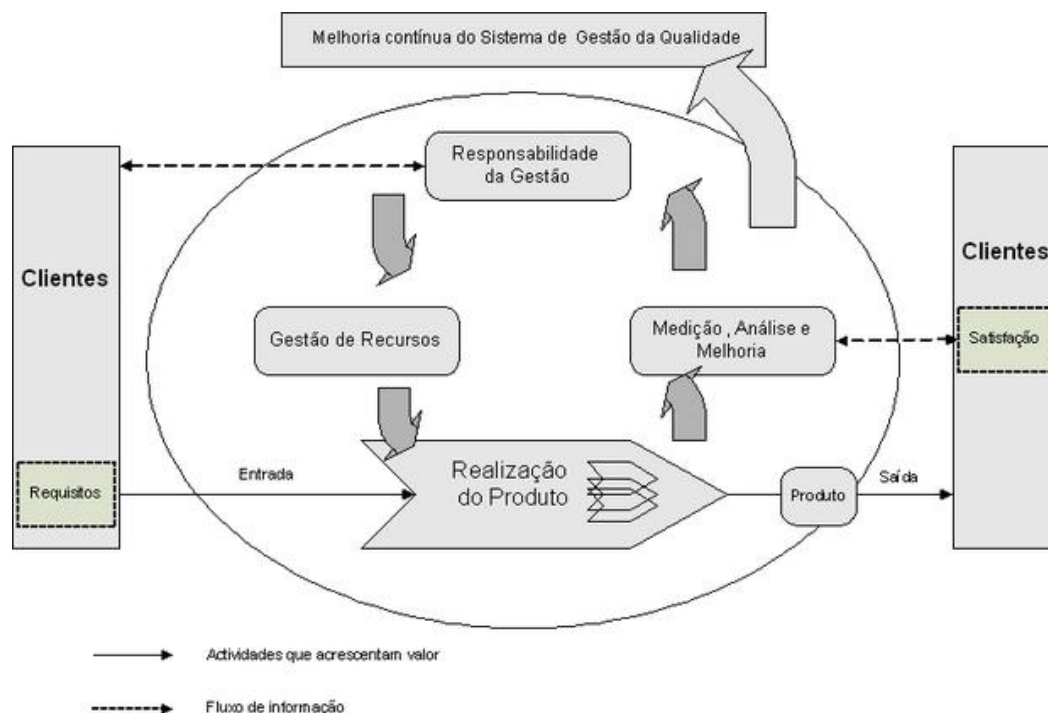 Melhoria contínua do Sistema de Gestão da Qualidade
Responsabilidade
da Gestão
Clientes
Clientes
Gestão de Recursos
Medição , Análise e
Melhoria
Satisfação
Requisitos
Entrada
Realização
do Produto
Produto
Saída
Actividades que acrescentam valor
Fluxo de informação